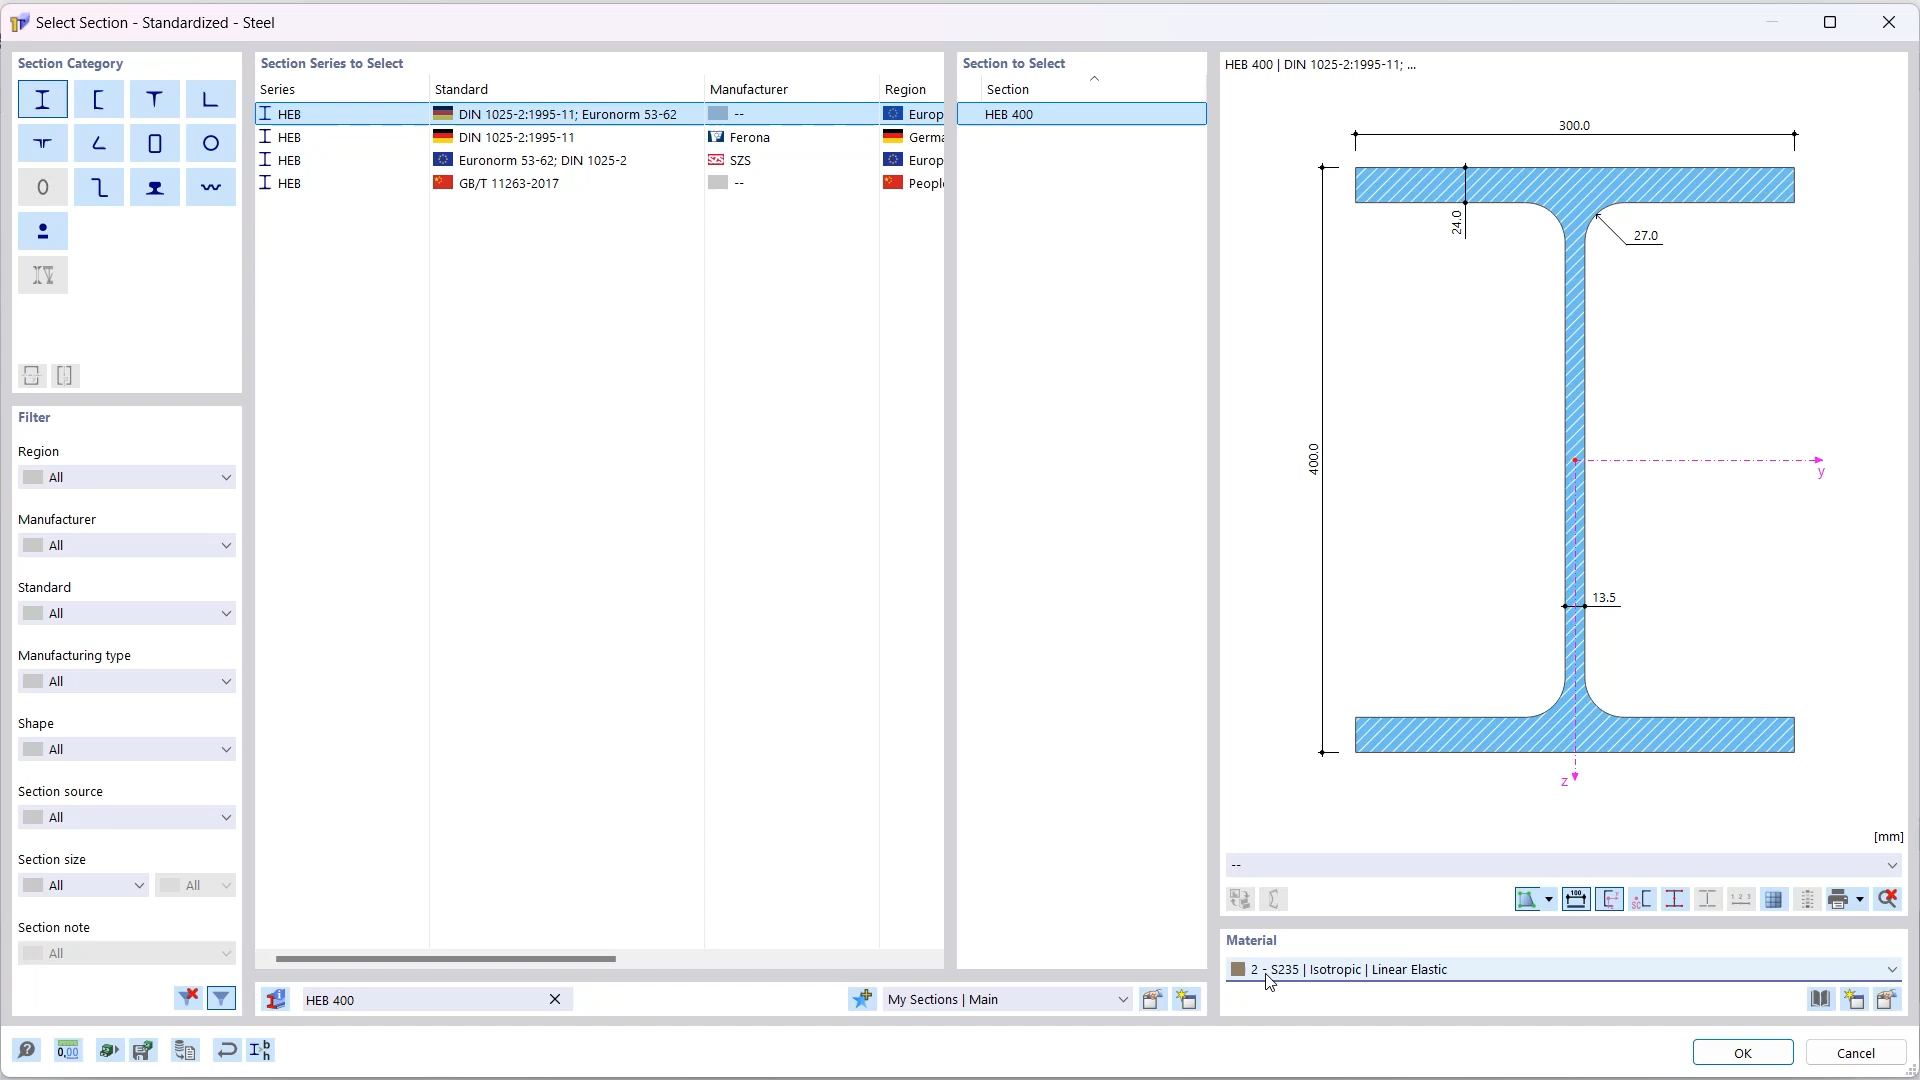 Select Section - Standardized - Steel
Section Category
Filter
Region
All
Manufacturer
All
Standard
All
Manufacturing type
All
Shape
All
Section source
All
Section size
All
All
Section note
All
Section Series to Select
Series Standard Manufacturer Region
HEB DIN 1025-2:1995-11; Euronorm 53-62 -- Europ
HEB DIN 1025-2:1995-11 Ferona Germa
HEB Euronorm 53-62; DIN 1025-2 SZS Europ
HEB GB/T 11263-2017 -- Peopl
HEB 400
Section to Select
Section
HEB 400
My Sections | Main
HEB 400 | DIN 1025-2:1995-11; ...
300.0
24.0
27.0
400.0
y
13.5
z
[mm]
--
100
Material
2 - S235 | Isotropic | Linear Elastic
0,00
OK
Cancel